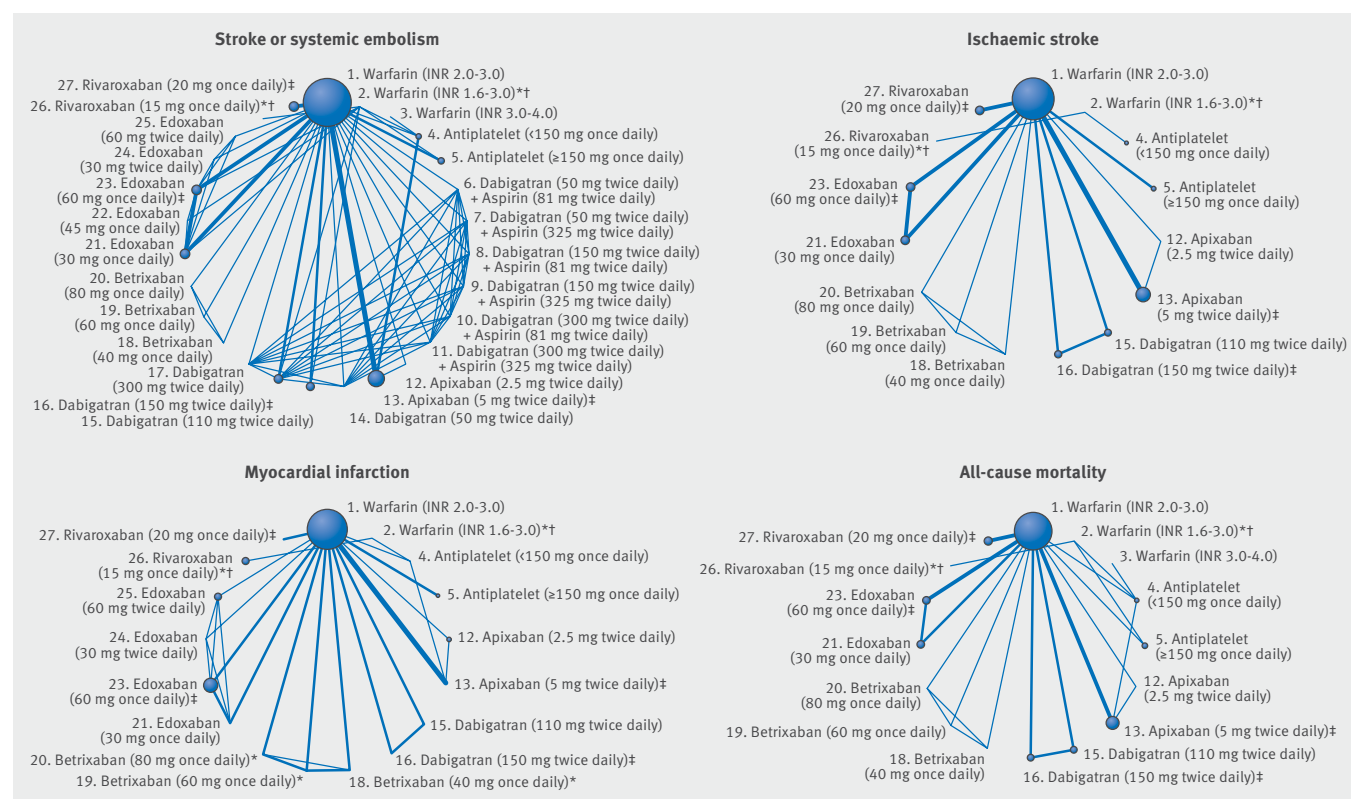 Stroke or systemic embolism
1. Warfarin (INR 2.0-3.0)
2. Warfarin (INR 1.6-3.0)*†
3. Warfarin (INR 3.0-4.0)
4. Antiplatelet (<150 mg once daily)
5. Antiplatelet (≥150 mg once daily)
6. Dabigatran (50 mg twice daily)
+ Aspirin (81 mg twice daily)
7. Dabigatran (50 mg twice daily)
+ Aspirin (325 mg twice daily)
8. Dabigatran (150 mg twice daily)
+ Aspirin (81 mg twice daily)
9. Dabigatran (150 mg twice daily)
+ Aspirin (325 mg twice daily)
10. Dabigatran (300 mg twice daily)
+ Aspirin (81 mg twice daily)
11. Dabigatran (300 mg twice daily)
+ Aspirin (325 mg twice daily)
12. Apixaban (2.5 mg twice daily)
13. Apixaban (5 mg twice daily)‡
14. Dabigatran (50 mg twice daily)
15. Dabigatran (110 mg twice daily)
16. Dabigatran (150 mg twice daily)‡
17. Dabigatran
(300 mg twice daily)
18. Betrixaban
(40 mg once daily)
19. Betrixaban
(60 mg once daily)
20. Betrixaban
(80 mg once daily)
21. Edoxaban
(30 mg once daily)
22. Edoxaban
(45 mg once daily)
23. Edoxaban
(60 mg once daily)‡
24. Edoxaban
(30 mg twice daily)
25. Edoxaban
(60 mg twice daily)
26. Rivaroxaban (15 mg once daily)*†
27. Rivaroxaban (20 mg once daily)‡
Ischaemic stroke
1. Warfarin (INR 2.0-3.0)
2. Warfarin (INR 1.6-3.0)*†
4. Antiplatelet
(<150 mg once daily)
5. Antiplatelet
(≥150 mg once daily)
12. Apixaban
(2.5 mg twice daily)
13. Apixaban
(5 mg twice daily)‡
15. Dabigatran (110 mg twice daily)
16. Dabigatran (150 mg twice daily)‡
18. Betrixaban
(40 mg once daily)
19. Betrixaban
(60 mg once daily)
20. Betrixaban
(80 mg once daily)
21. Edoxaban
(30 mg once daily)
23. Edoxaban
(60 mg once daily)‡
26. Rivaroxaban
(15 mg once daily)*†
27. Rivaroxaban
(20 mg once daily)‡
Myocardial infarction
1. Warfarin (INR 2.0-3.0)
2. Warfarin (INR 1.6-3.0)*†
4. Antiplatelet (<150 mg once daily)
5. Antiplatelet (≥150 mg once daily)
12. Apixaban (2.5 mg twice daily)
13. Apixaban (5 mg twice daily)‡
15. Dabigatran (110 mg twice daily)
16. Dabigatran (150 mg twice daily)‡
18. Betrixaban (40 mg once daily)*
19. Betrixaban (60 mg once daily)*
20. Betrixaban (80 mg once daily)*
21. Edoxaban
(30 mg once daily)
23. Edoxaban
(60 mg once daily)‡
24. Edoxaban
(30 mg twice daily)
25. Edoxaban
(60 mg twice daily)
26. Rivaroxaban
(15 mg once daily)*†
27. Rivaroxaban (20 mg once daily)‡
All-cause mortality
1. Warfarin (INR 2.0-3.0)
2. Warfarin (INR 1.6-3.0)*†
3. Warfarin (INR 3.0-4.0)
4. Antiplatelet
(<150 mg once daily)
5. Antiplatelet
(≥150 mg once daily)
12. Apixaban
(2.5 mg twice daily)
13. Apixaban (5 mg twice daily)‡
15. Dabigatran (110 mg twice daily)
16. Dabigatran (150 mg twice daily)‡
18. Betrixaban
(40 mg once daily)
19. Betrixaban (60 mg once daily)
20. Betrixaban
(80 mg once daily)
21. Edoxaban
(30 mg once daily)
23. Edoxaban
(60 mg once daily)‡
26. Rivaroxaban (15 mg once daily)*†
27. Rivaroxaban (20 mg once daily)‡